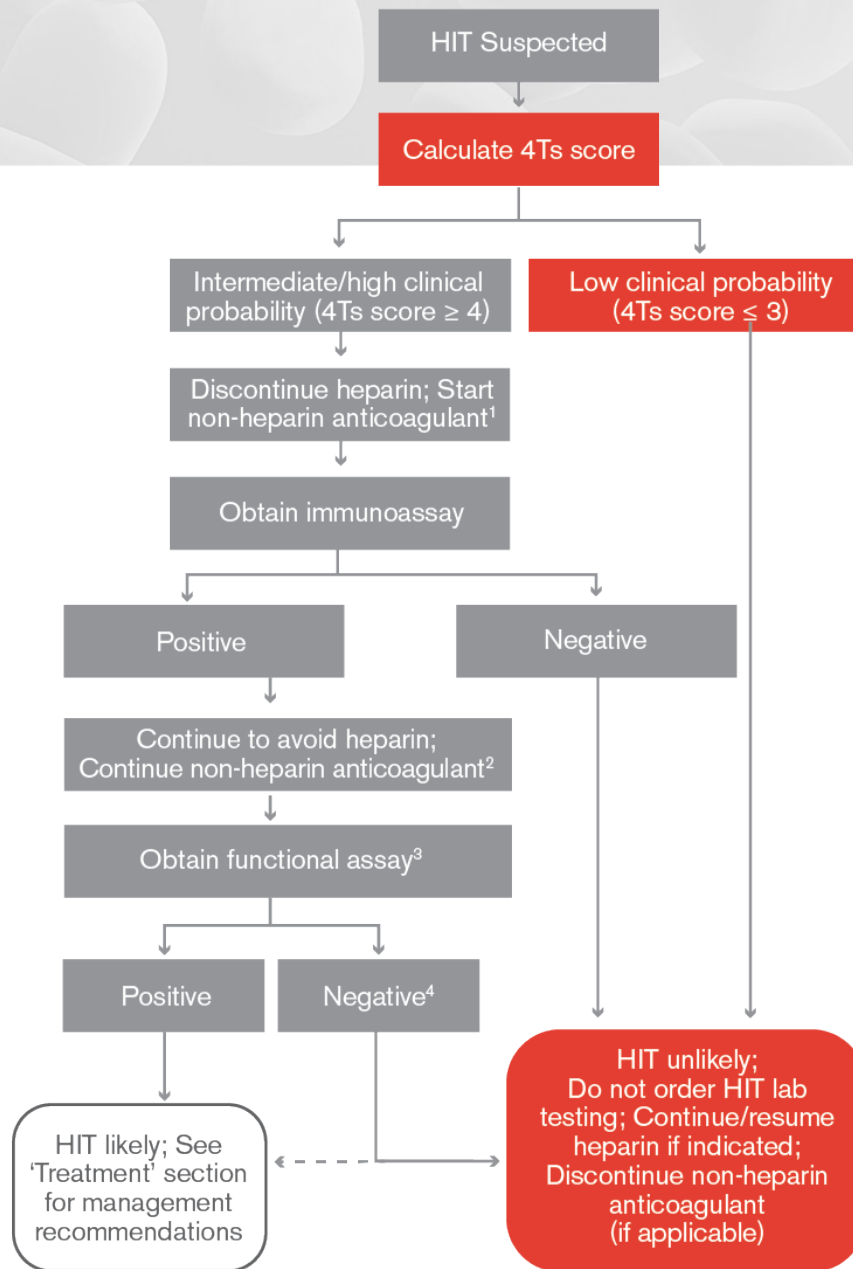 HIT Suspected
Calculate 4Ts score
Intermediate/high clinical
probability (4Ts score ≥ 4)
Low clinical probability
(4Ts score ≤ 3)
Discontinue heparin; Start
non-heparin anticoagulant¹
Obtain immunoassay
Positive
Negative
Continue to avoid heparin;
Continue non-heparin anticoagulant²
Obtain functional assay³
Positive
Negative⁴
HIT likely; See
‘Treatment’ section
for management
recommendations
HIT unlikely;
Do not order HIT lab
testing; Continue/resume
heparin if indicated;
Discontinue non-heparin
anticoagulant
(if applicable)